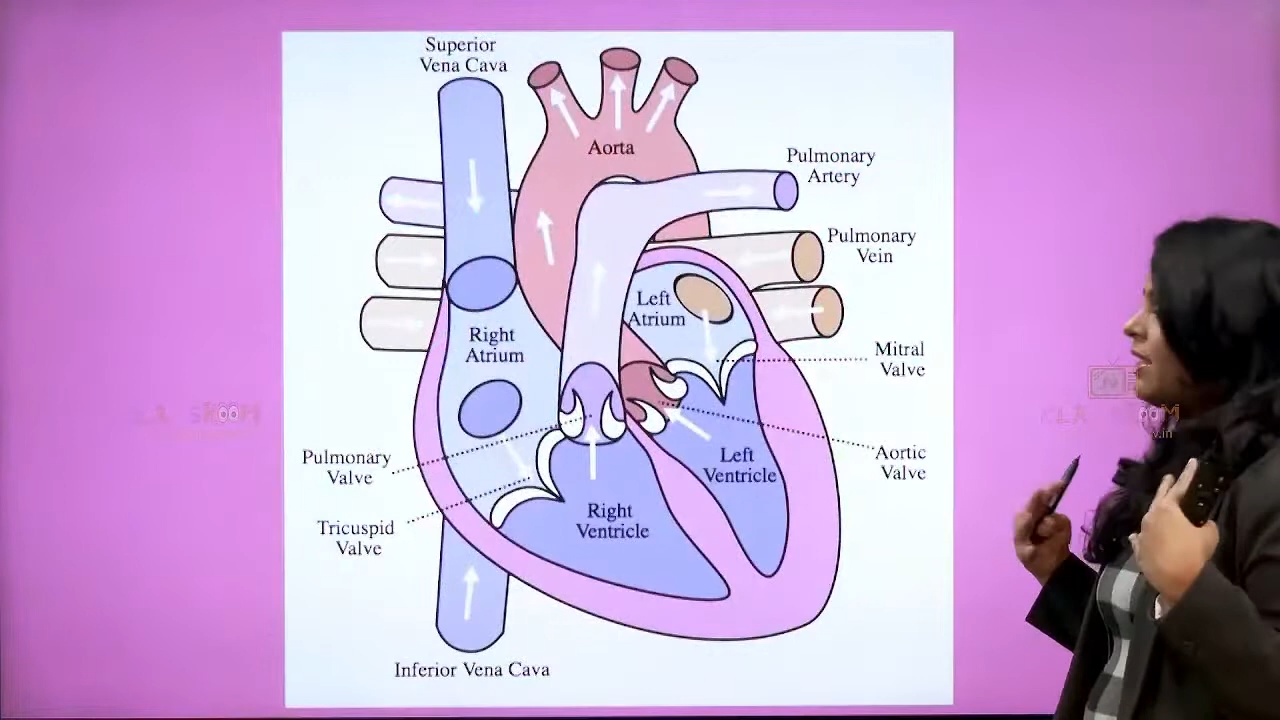 Superior
Vena Cava
Aorta
Pulmonary
Artery
Pulmonary
Vein
Left
Atrium
Right
Atrium
Mitral
Valve
Pulmonary
Valve
Left
Ventricle
Aortic
Valve
Right
Ventricle
Tricuspid
Valve
Inferior Vena Cava